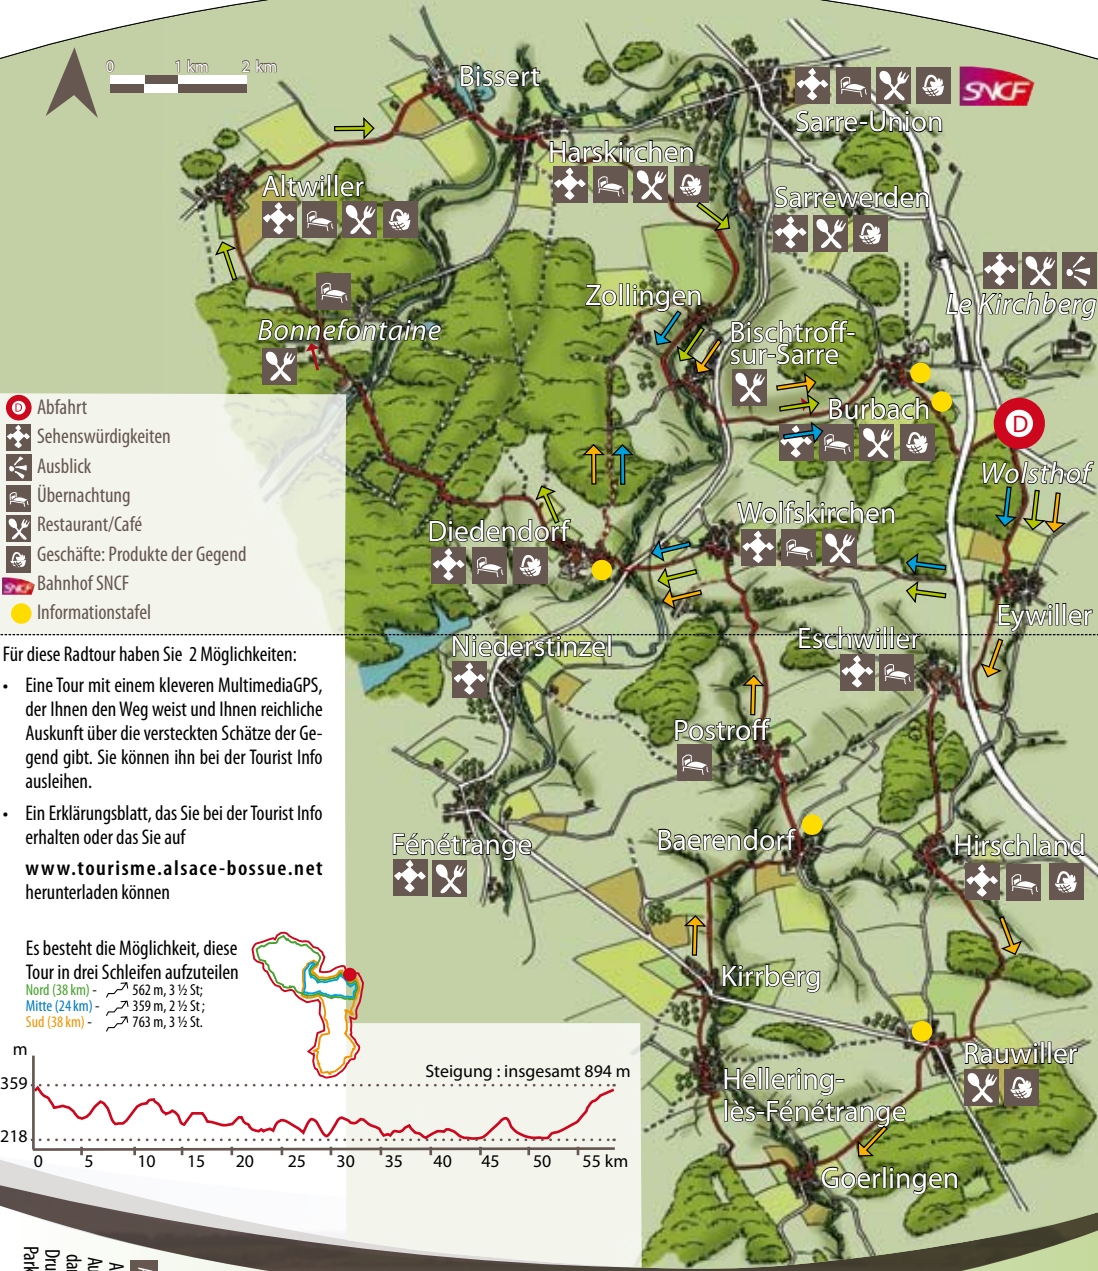 0 1 km 2 km
Bissert
SNCF
Sarre-Union
Harskirchen
Altwiller
Sarrewerden
Le Kirchberg
Zollingen
Bonnefontaine
Bischtroff-
sur-Sarre
Burbach
D
Wolsthof
D Abfahrt
Sehenswürdigkeiten
Ausblick
Übernachtung
Restaurant/Café
Geschäfte: Produkte der Gegend
SNCF Bahnhof SNCF
Informationstafel
Diedendorf
Wolfskirchen
Eywiller
Niederstinzel
Eschwiller
Postroff
Fénétrange
Baerendorf
Hirschland
Kirrberg
Rauwiller
Hellering-
lès-Fénétrange
Goerlingen
Für diese Radtour haben Sie 2 Möglichkeiten:
• Eine Tour mit einem kleveren MultimediaGPS,
der Ihnen den Weg weist und Ihnen reichliche
Auskunft über die versteckten Schätze der Ge-
gend gibt. Sie können ihn bei der Tourist Info
ausleihen.
• Ein Erklärungsblatt, das Sie bei der Tourist Info
erhalten oder das Sie auf
www.tourisme.alsace-bossue.net
herunterladen können
Es besteht die Möglichkeit, diese
Tour in drei Schleifen aufzuteilen
Nord (38 km) - 562 m, 3 ½ St;
Mitte (24 km) - 359 m, 2 ½ St;
Sud (38 km) - 763 m, 3 ½ St.
m
Steigung : insgesamt 894 m
359
218
0 5 10 15 20 25 30 35 40 45 50 55 km